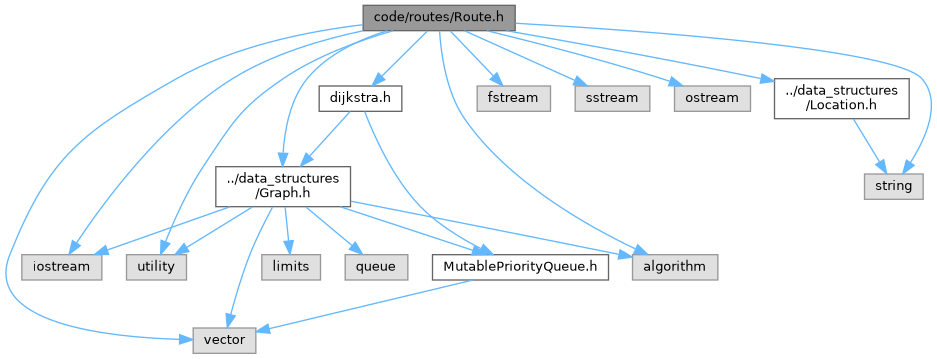 code/routes/Route.h
dijkstra.h
fstream
sstream
ostream
../data_structures
/Location.h
../data_structures
/Graph.h
string
iostream
utility
limits
queue
MutablePriorityQueue.h
algorithm
vector